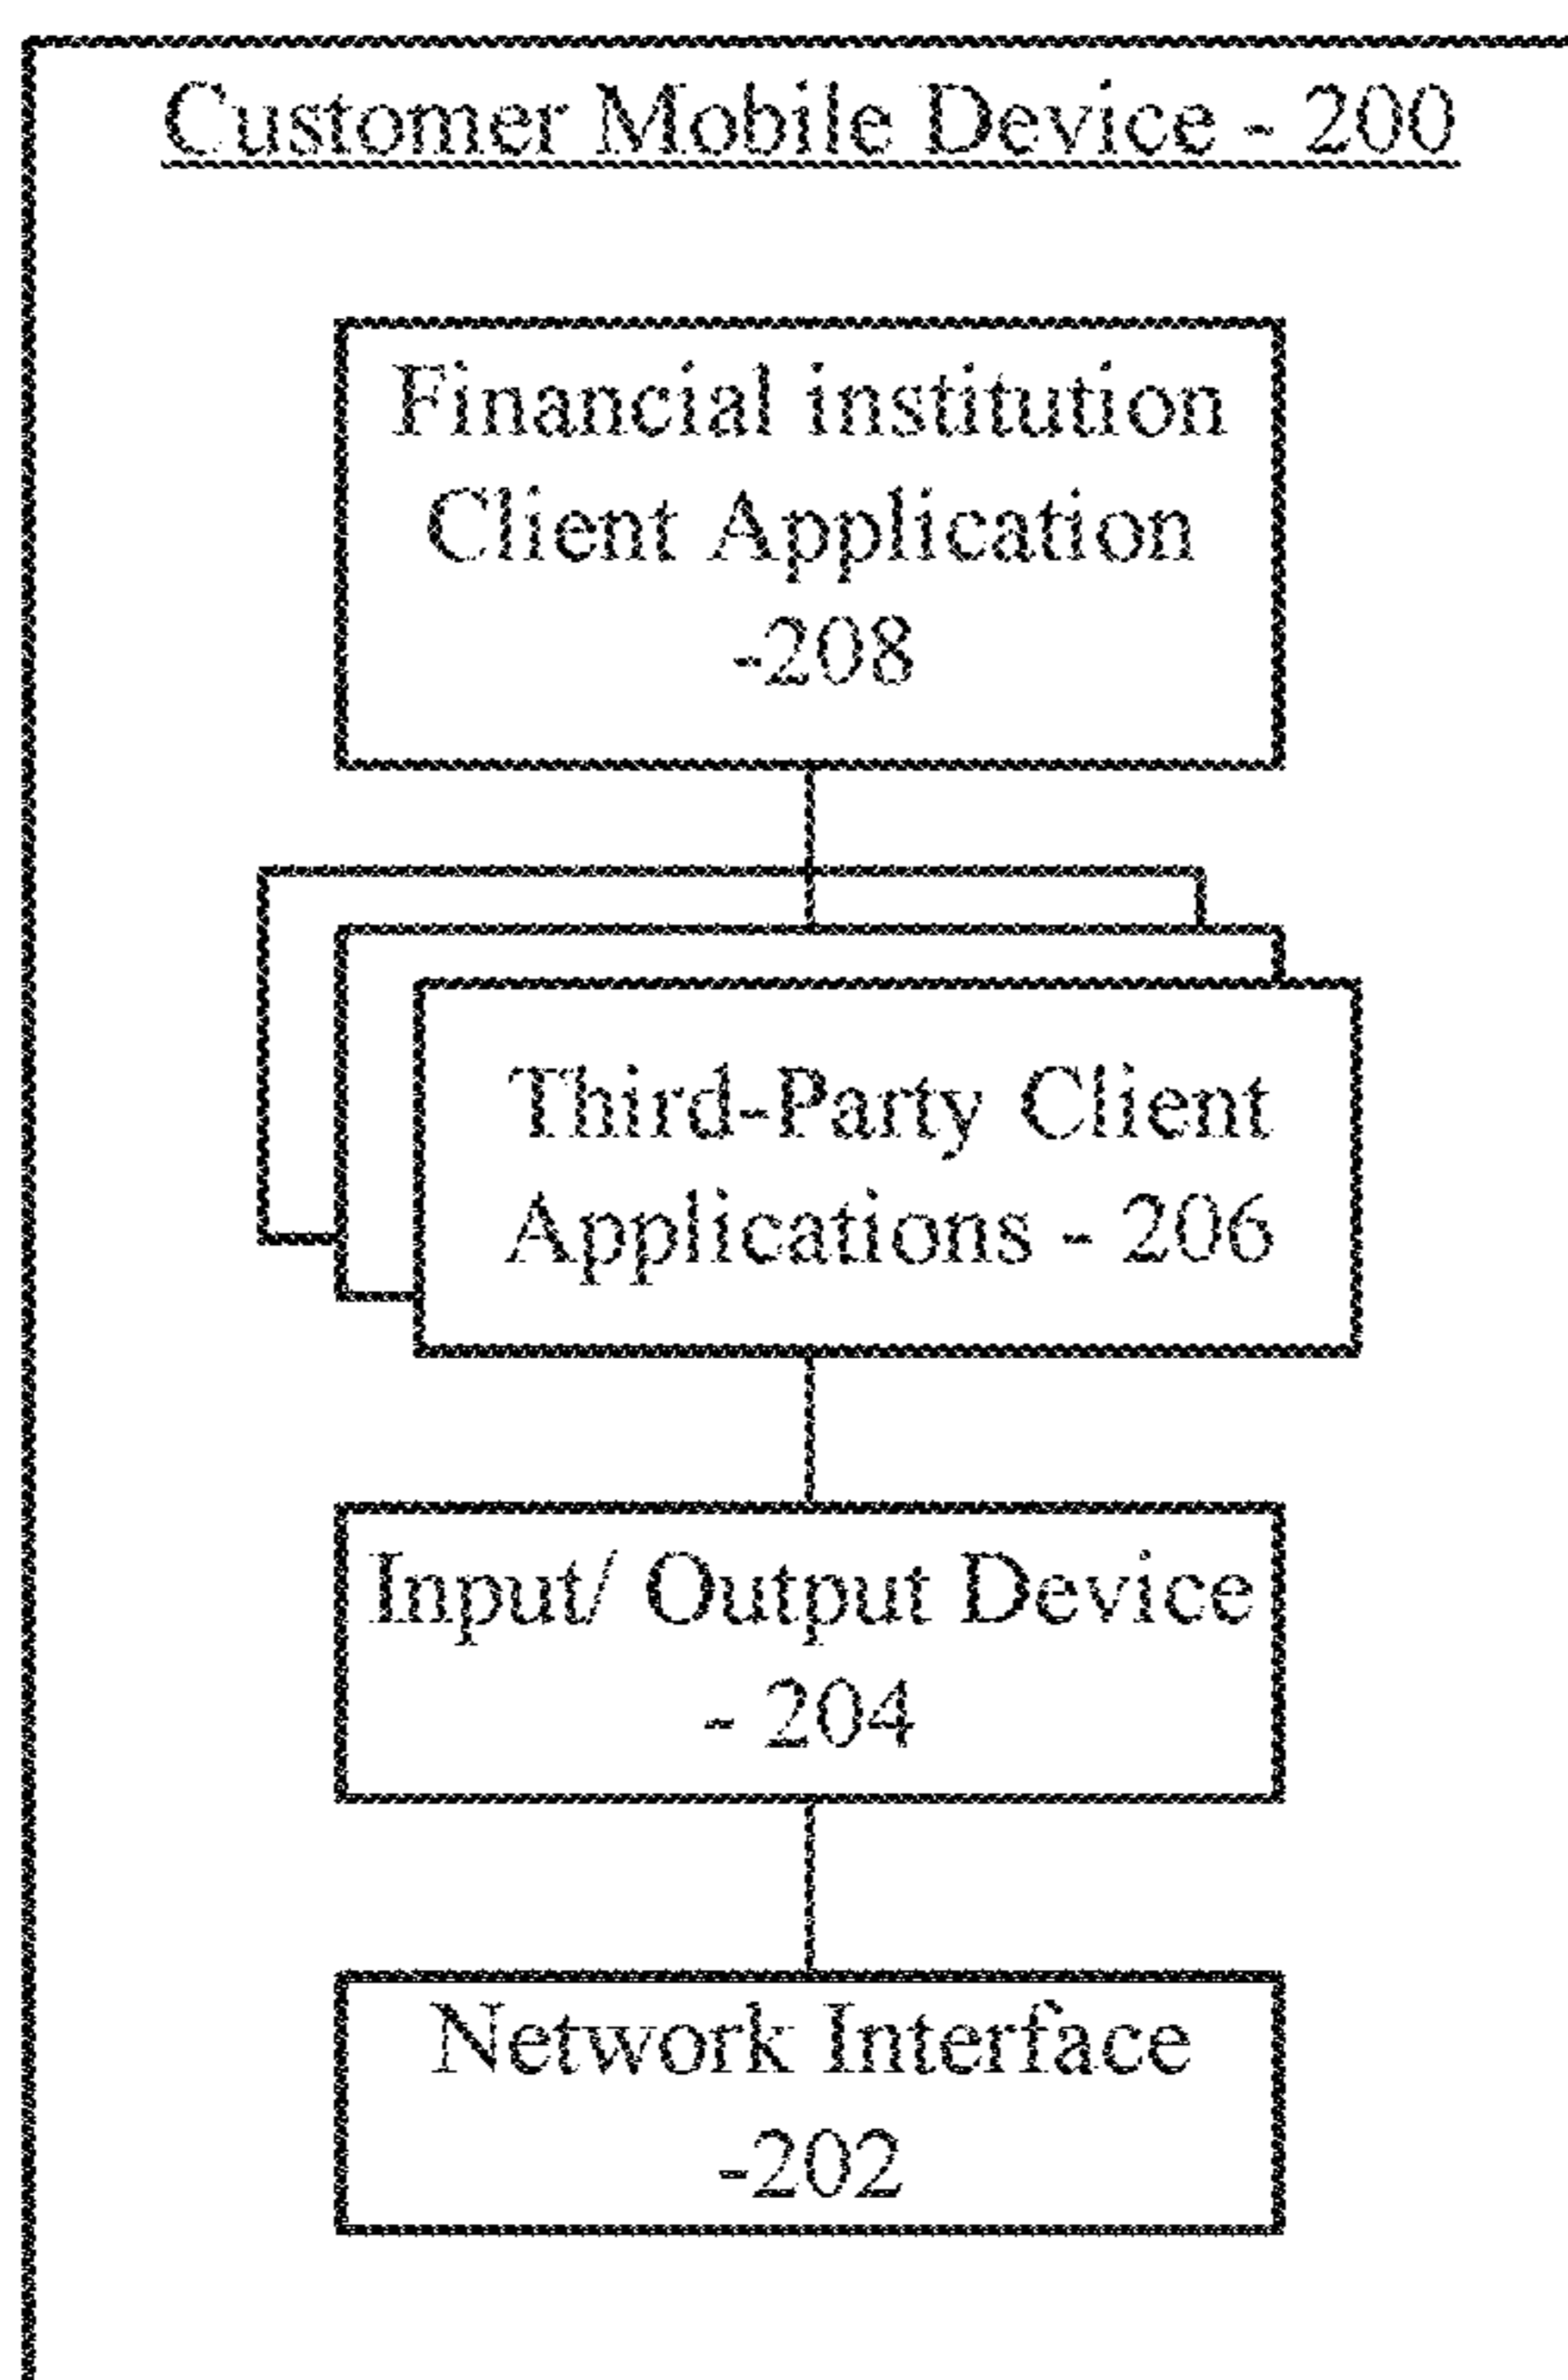 Customer Mobile Device - 200
Financial institution
Client Application
-208
Third-Party Client
Applications - 206
Input/ Output Device
- 204
Network Interface
-202